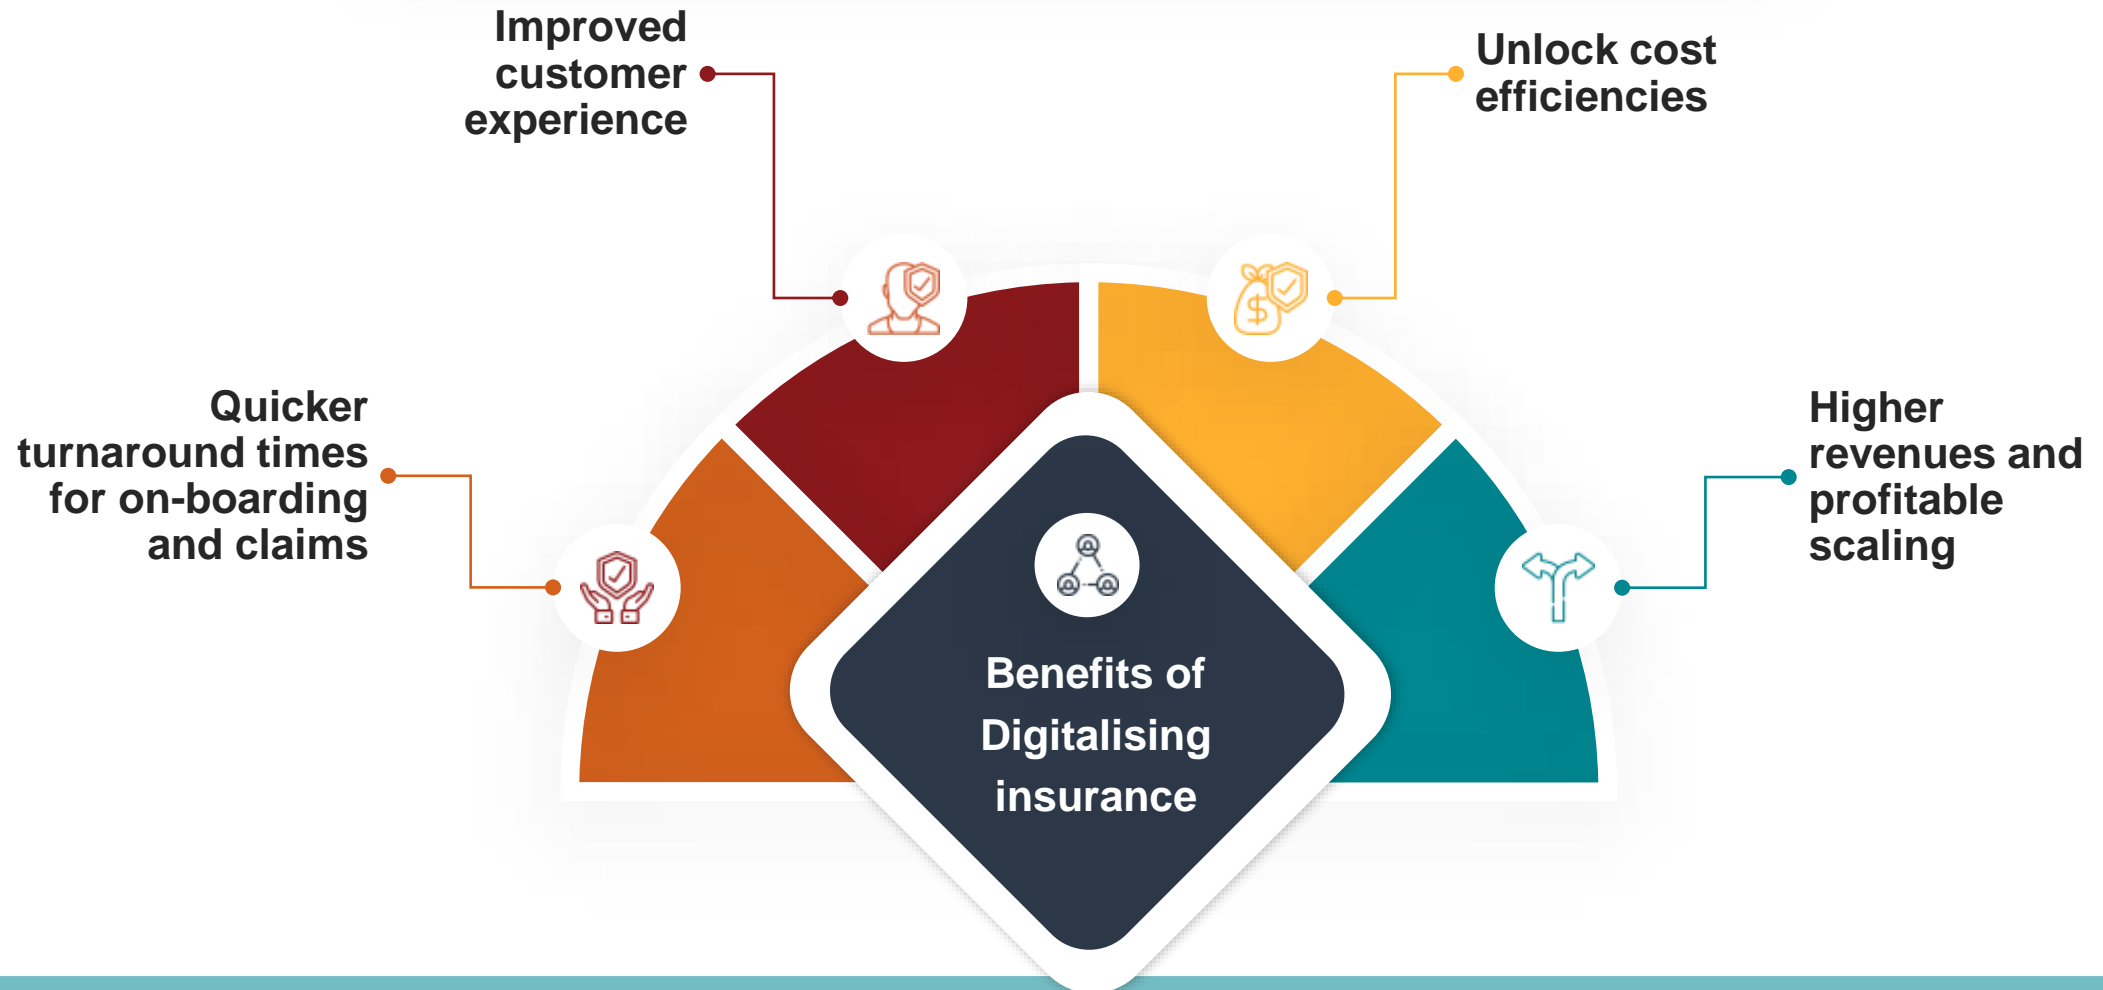 Improved
customer
experience
Unlock cost
efficiencies
Quicker
turnaround times
for on-boarding
and claims
Higher
revenues and
profitable
scaling
$
Benefits of
Digitalising
insurance